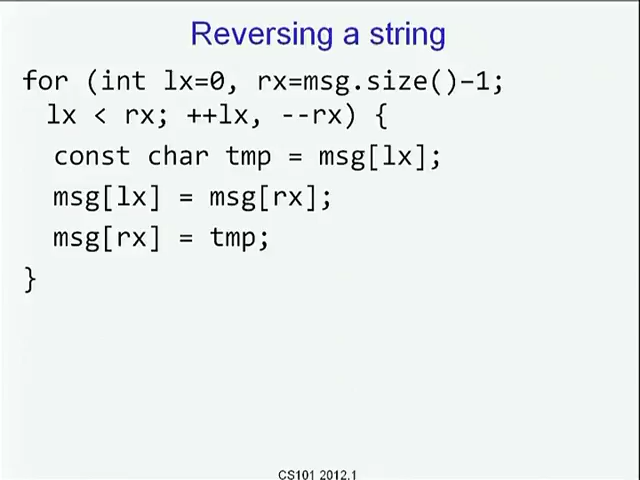 Reversing a string
for (int lx=0, rx=msg.size()–1;
lx < rx; ++lx, --rx) {
const char tmp = msg[lx];
msg[lx] = msg[rx];
msg[rx] = tmp;
}
CS101 2012.1